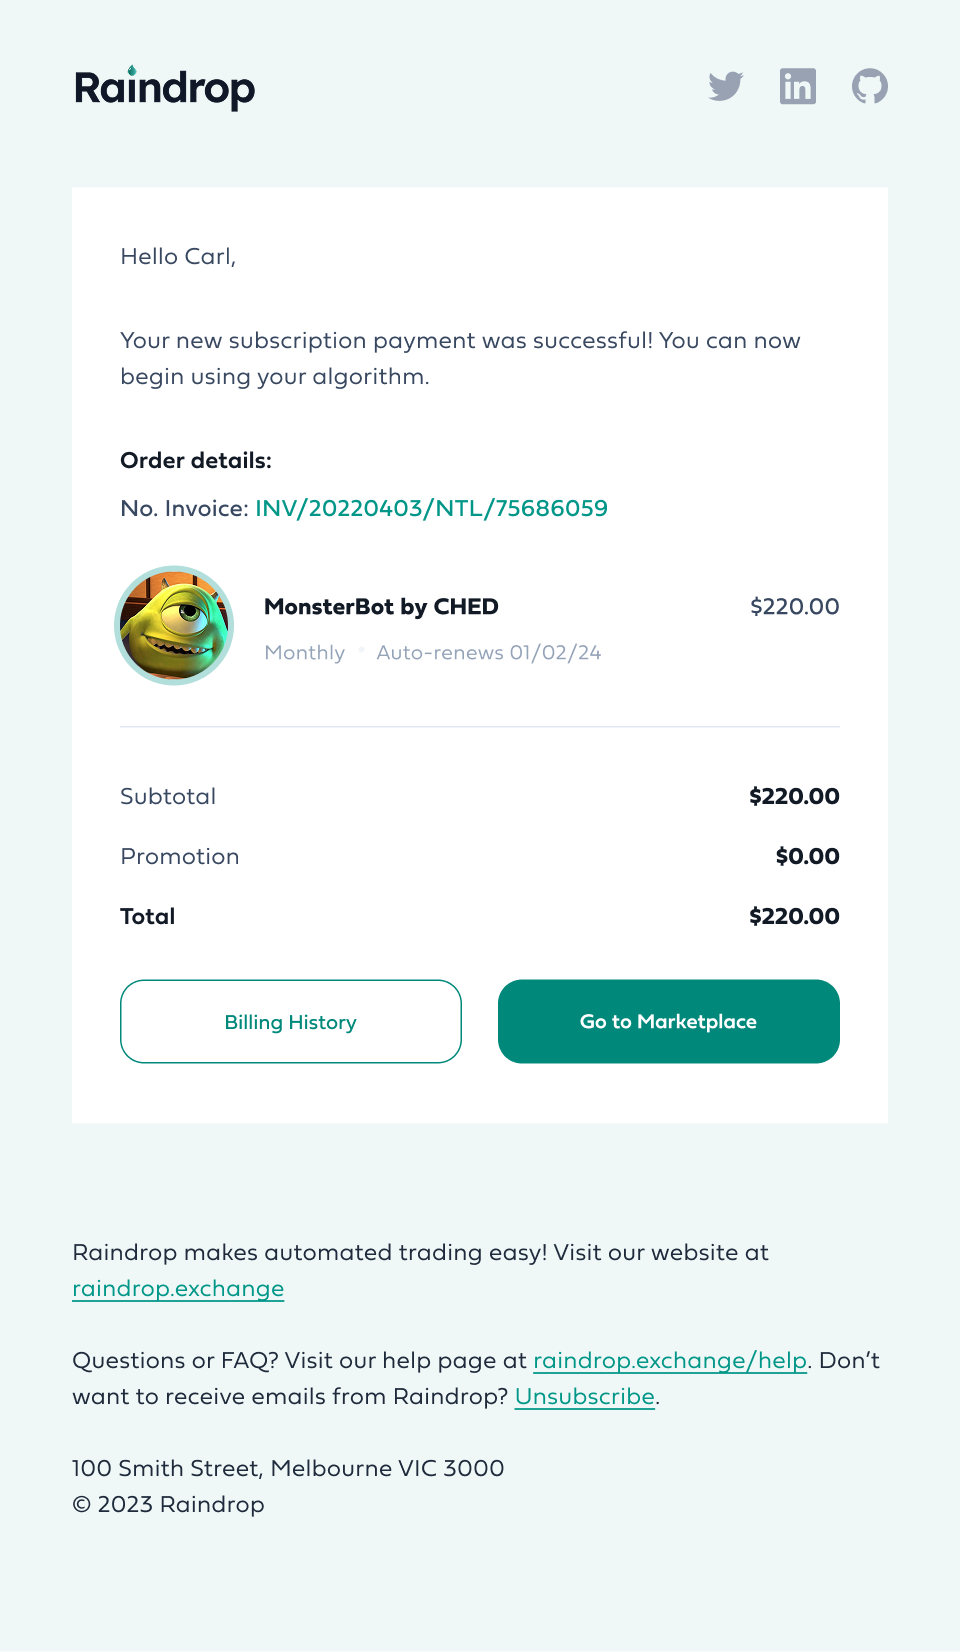 Raindrop
Hello Carl,
Your new subscription payment was successful! You can now
begin using your algorithm.
Order details:
No. Invoice: INV/20220403/NTL/75686059
MonsterBot by CHED
$220.00
Monthly • Auto-renews 01/02/24
Subtotal
$220.00
Promotion
$0.00
Total
$220.00
Billing History
Go to Marketplace
Raindrop makes automated trading easy! Visit our website at
raindrop.exchange
Questions or FAQ? Visit our help page at raindrop.exchange/help. Don’t
want to receive emails from Raindrop? Unsubscribe.
100 Smith Street, Melbourne VIC 3000
© 2023 Raindrop